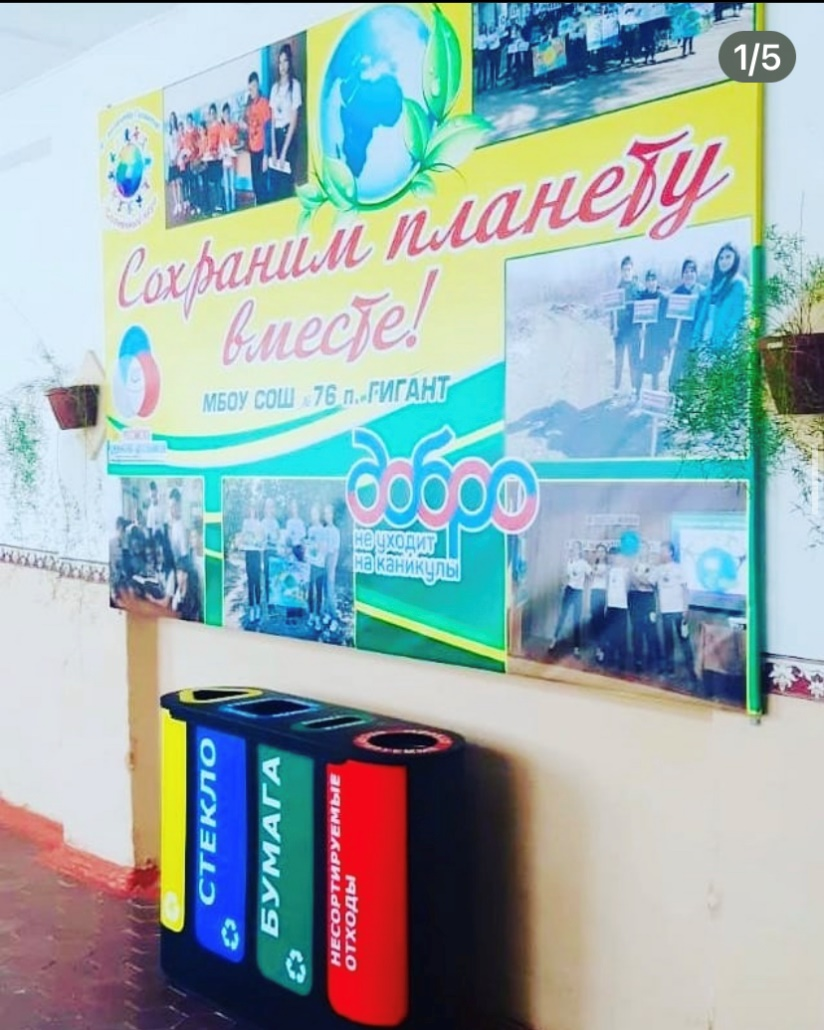 1/5
Сохраним планету
вместе!
МБОУ СОШ №76 п. ГИГАНТ
добро
не уходит
на каникулы
СТЕКЛО
БУМАГА
НЕСОРТИРУЕМЫЕ
ОТХОДЫ